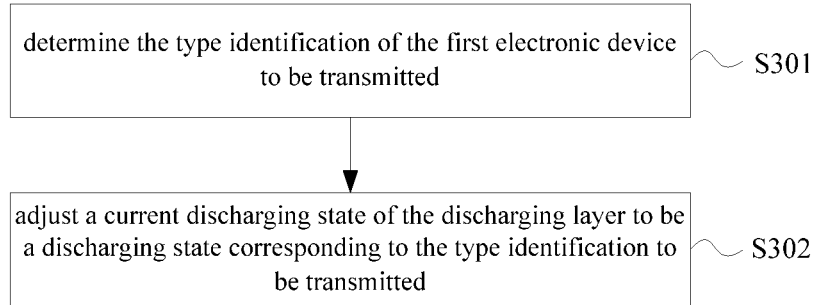 determine the type identification of the first electronic device
to be transmitted
S301
adjust a current discharging state of the discharging layer to be
a discharging state corresponding to the type identification to
be transmitted
S302